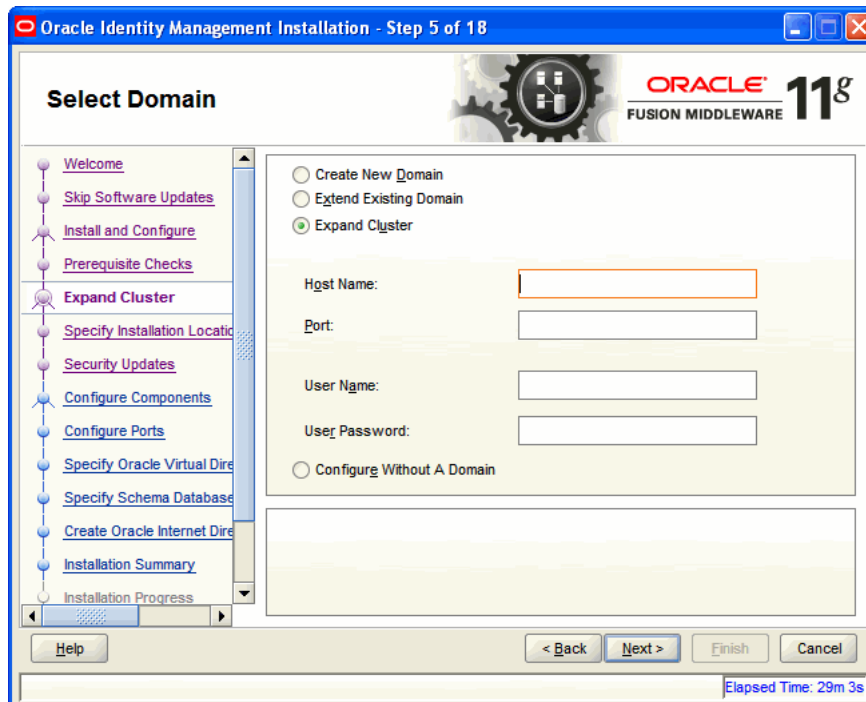 Oracle Identity Management Installation - Step 5 of 18
Select Domain
ORACLE
FUSION MIDDLEWARE 11g
Welcome
Skip Software Updates
Install and Configure
Prerequisite Checks
Expand Cluster
Specify Installation Locatio
Security Updates
Configure Components
Configure Ports
Specify Oracle Virtual Dire
Specify Schema Database
Create Oracle Internet Dire
Installation Summary
Installation Progress
Create New Domain
Extend Existing Domain
Expand Cluster
Host Name:
Port:
User Name:
User Password:
Configure Without A Domain
Help
< Back
Next >
Finish
Cancel
Elapsed Time: 29m 3s